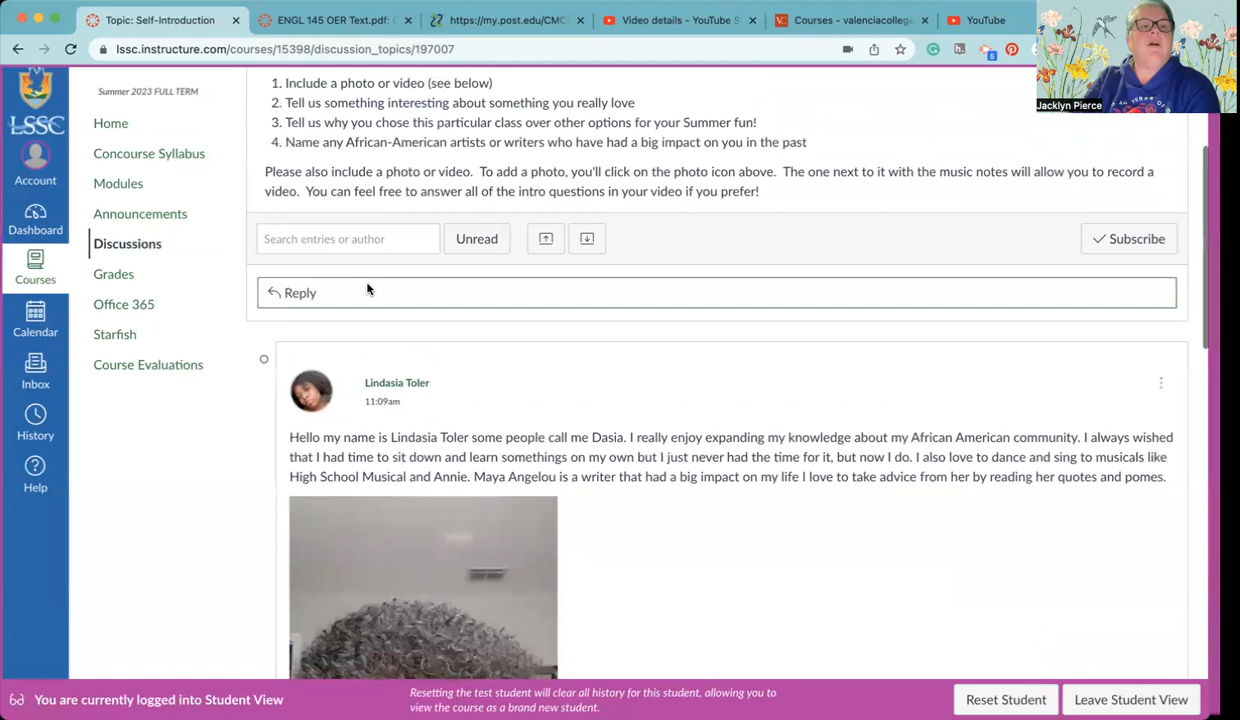 Topic: Self-Introduction
ENGL 145 OER Text.pdf: C
https://my.post.edu/CMC
Video details - YouTube S
Courses - valenciacolleg
YouTube
lssc.instructure.com/courses/15398/discussion_topics/197007
5
Jacklyn Pierce
LSSC
Account
Dashboard
Courses
Calendar
Inbox
History
Help
Summer 2023 FULL TERM
Home
Concourse Syllabus
Modules
Announcements
Discussions
Grades
Office 365
Starfish
Course Evaluations
1. Include a photo or video (see below)
2. Tell us something interesting about something you really love
3. Tell us why you chose this particular class over other options for your Summer fun!
4. Name any African-American artists or writers who have had a big impact on you in the past
Please also include a photo or video. To add a photo, you'll click on the photo icon above. The one next to it with the music notes will allow you to record a
video. You can feel free to answer all of the intro questions in your video if you prefer!
Search entries or author
Unread
Subscribe
Reply
Lindasia Toler
11:09am
Hello my name is Lindasia Toler some people call me Dasia. I really enjoy expanding my knowledge about my African American community. I always wished
that I had time to sit down and learn somethings on my own but I just never had the time for it, but now I do. I also love to dance and sing to musicals like
High School Musical and Annie. Maya Angelou is a writer that had a big impact on my life I love to take advice from her by reading her quotes and pomes.
You are currently logged into Student View
Resetting the test student will clear all history for this student, allowing you to
view the course as a brand new student.
Reset Student
Leave Student View